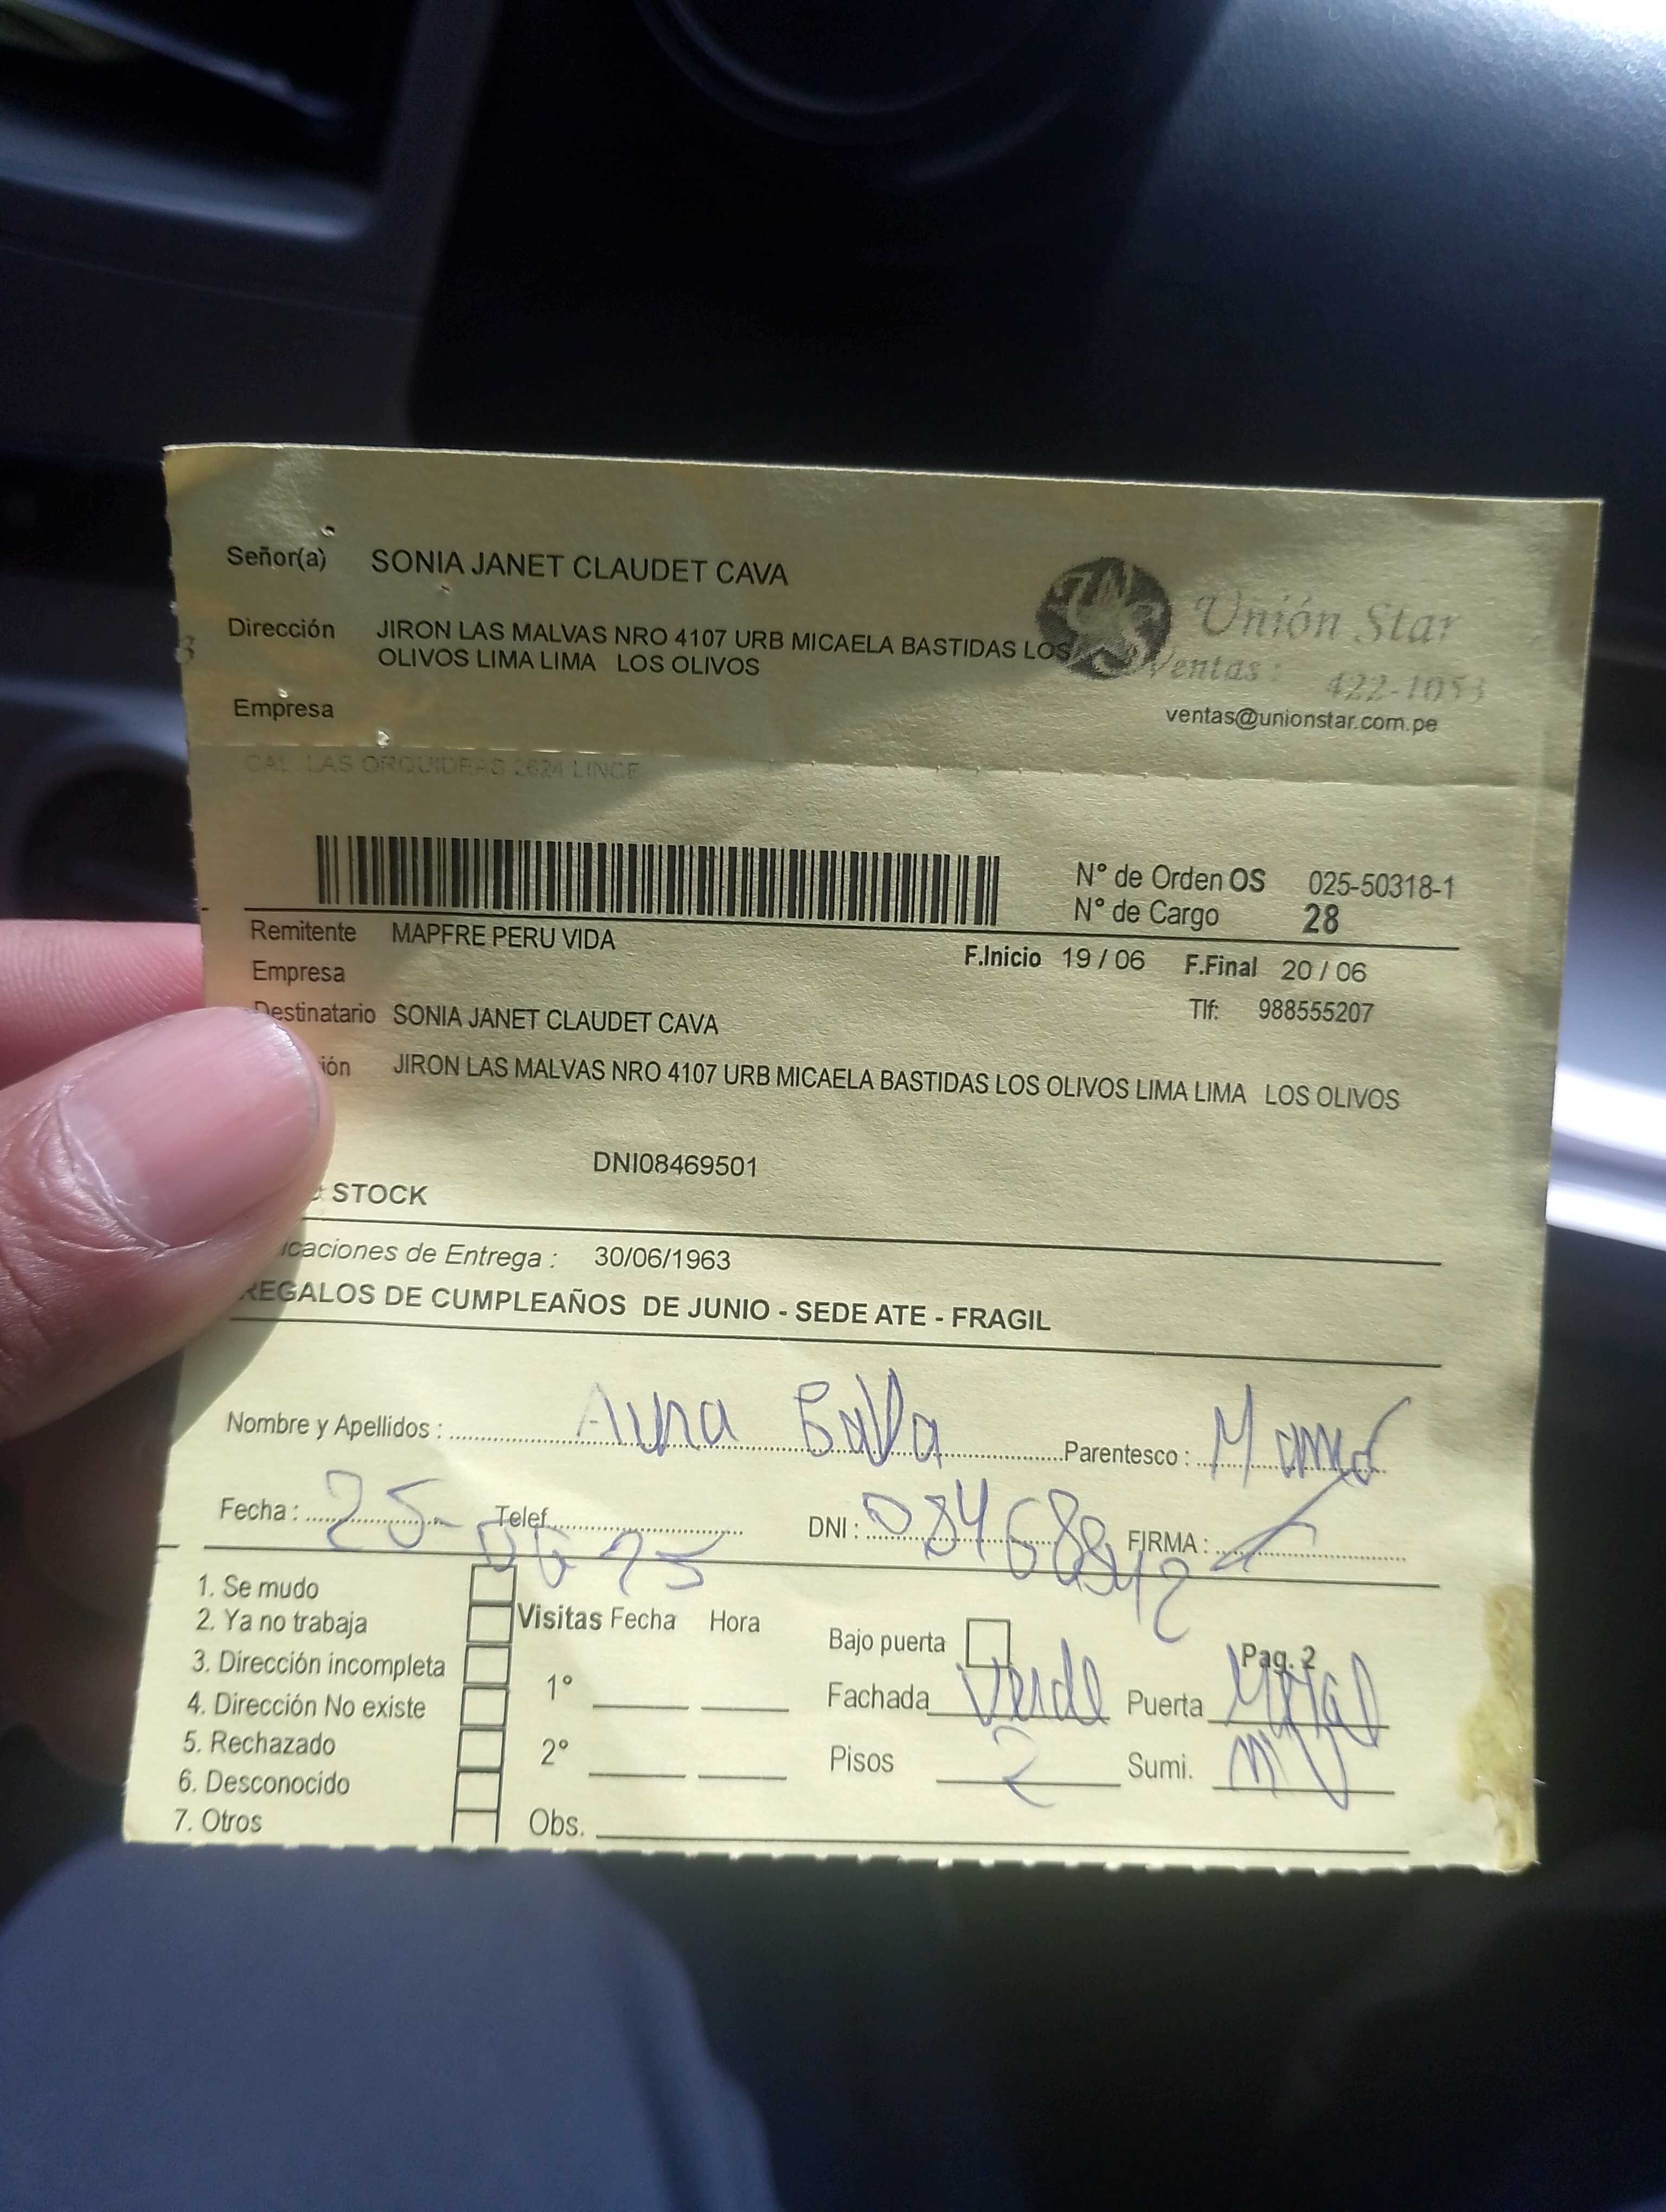 Señor(a) SONIA JANET CLAUDET CAVA
Dirección JIRON LAS MALVAS NRO 4107 URB MICAELA BASTIDAS LOS
OLIVOS LIMA LIMA LOS OLIVOS
Unión Star
Ventas: 422-1053
ventas@unionstar.com.pe
Empresa
CAL LAS ORQUIDEAS 2624 LINCE
Nº de Orden OS 025-50318-1
Nº de Cargo 28
Remitente MAPFRE PERU VIDA
F.Inicio 19 / 06 F.Final 20 / 06
Empresa
Tlf: 988555207
Destinatario SONIA JANET CLAUDET CAVA
ión JIRON LAS MALVAS NRO 4107 URB MICAELA BASTIDAS LOS OLIVOS LIMA LIMA LOS OLIVOS
DNI08469501
STOCK
icaciones de Entrega : 30/06/1963
REGALOS DE CUMPLEAÑOS DE JUNIO - SEDE ATE - FRAGIL
Nombre y Apellidos : Parentesco : Mamá
Fecha : 25-06 25 Telef. DNI : FIRMA :
1. Se mudo
2. Ya no trabaja
3. Dirección incompleta
4. Dirección No existe
5. Rechazado
6. Desconocido
7. Otros
Visitas Fecha Hora
1º
2º
Obs.
Bajo puerta Pag. 2
Fachada Verde Puerta Metal
Pisos 2 Sumi.